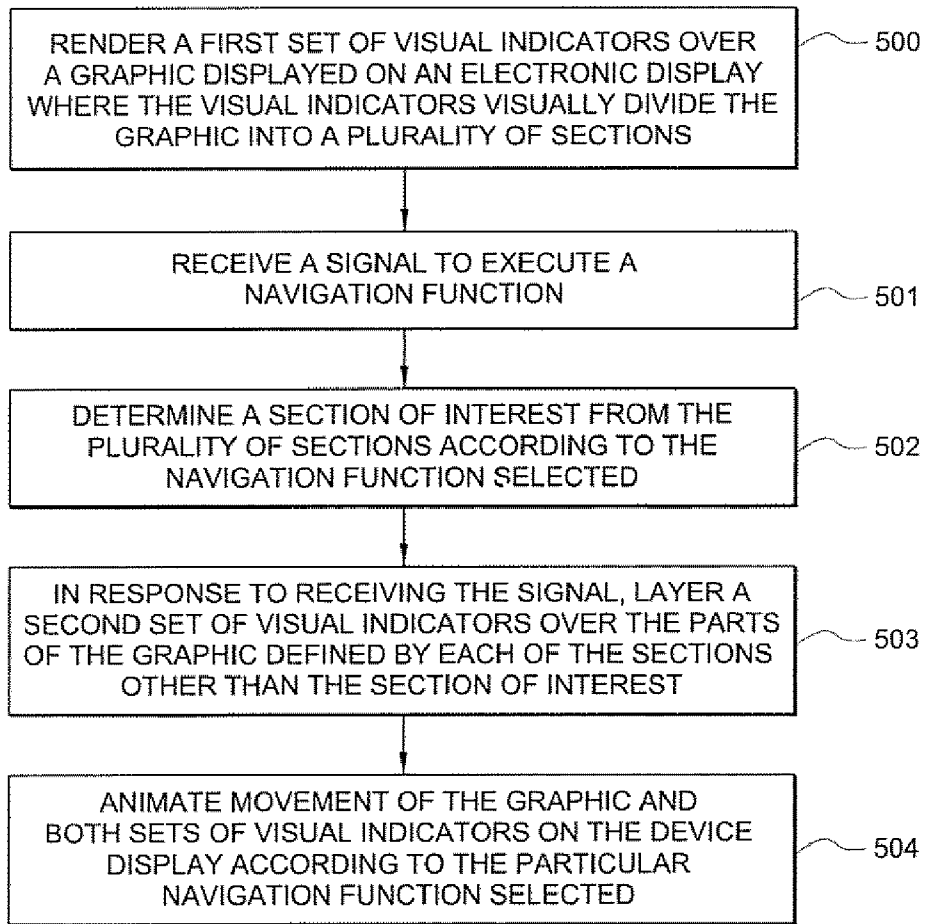 RENDER A FIRST SET OF VISUAL INDICATORS OVER
A GRAPHIC DISPLAYED ON AN ELECTRONIC DISPLAY
WHERE THE VISUAL INDICATORS VISUALLY DIVIDE THE
GRAPHIC INTO A PLURALITY OF SECTIONS
500
RECEIVE A SIGNAL TO EXECUTE A
NAVIGATION FUNCTION
501
DETERMINE A SECTION OF INTEREST FROM THE
PLURALITY OF SECTIONS ACCORDING TO THE
NAVIGATION FUNCTION SELECTED
502
IN RESPONSE TO RECEIVING THE SIGNAL, LAYER A
SECOND SET OF VISUAL INDICATORS OVER THE PARTS
OF THE GRAPHIC DEFINED BY EACH OF THE SECTIONS
OTHER THAN THE SECTION OF INTEREST
503
ANIMATE MOVEMENT OF THE GRAPHIC AND
BOTH SETS OF VISUAL INDICATORS ON THE DEVICE
DISPLAY ACCORDING TO THE PARTICULAR
NAVIGATION FUNCTION SELECTED
504